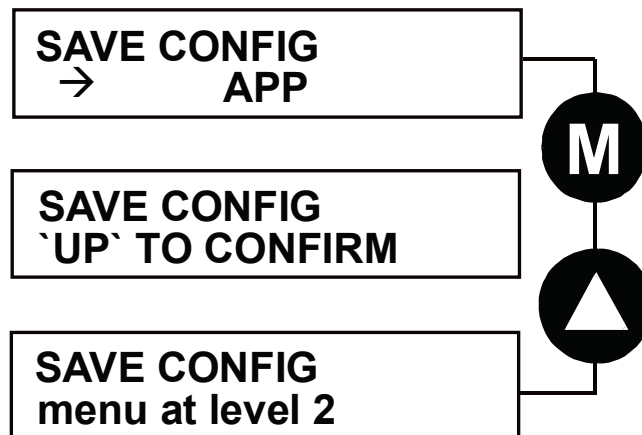 SAVE CONFIG
→ APP
M
SAVE CONFIG
`UP` TO CONFIRM
SAVE CONFIG
menu at level 2